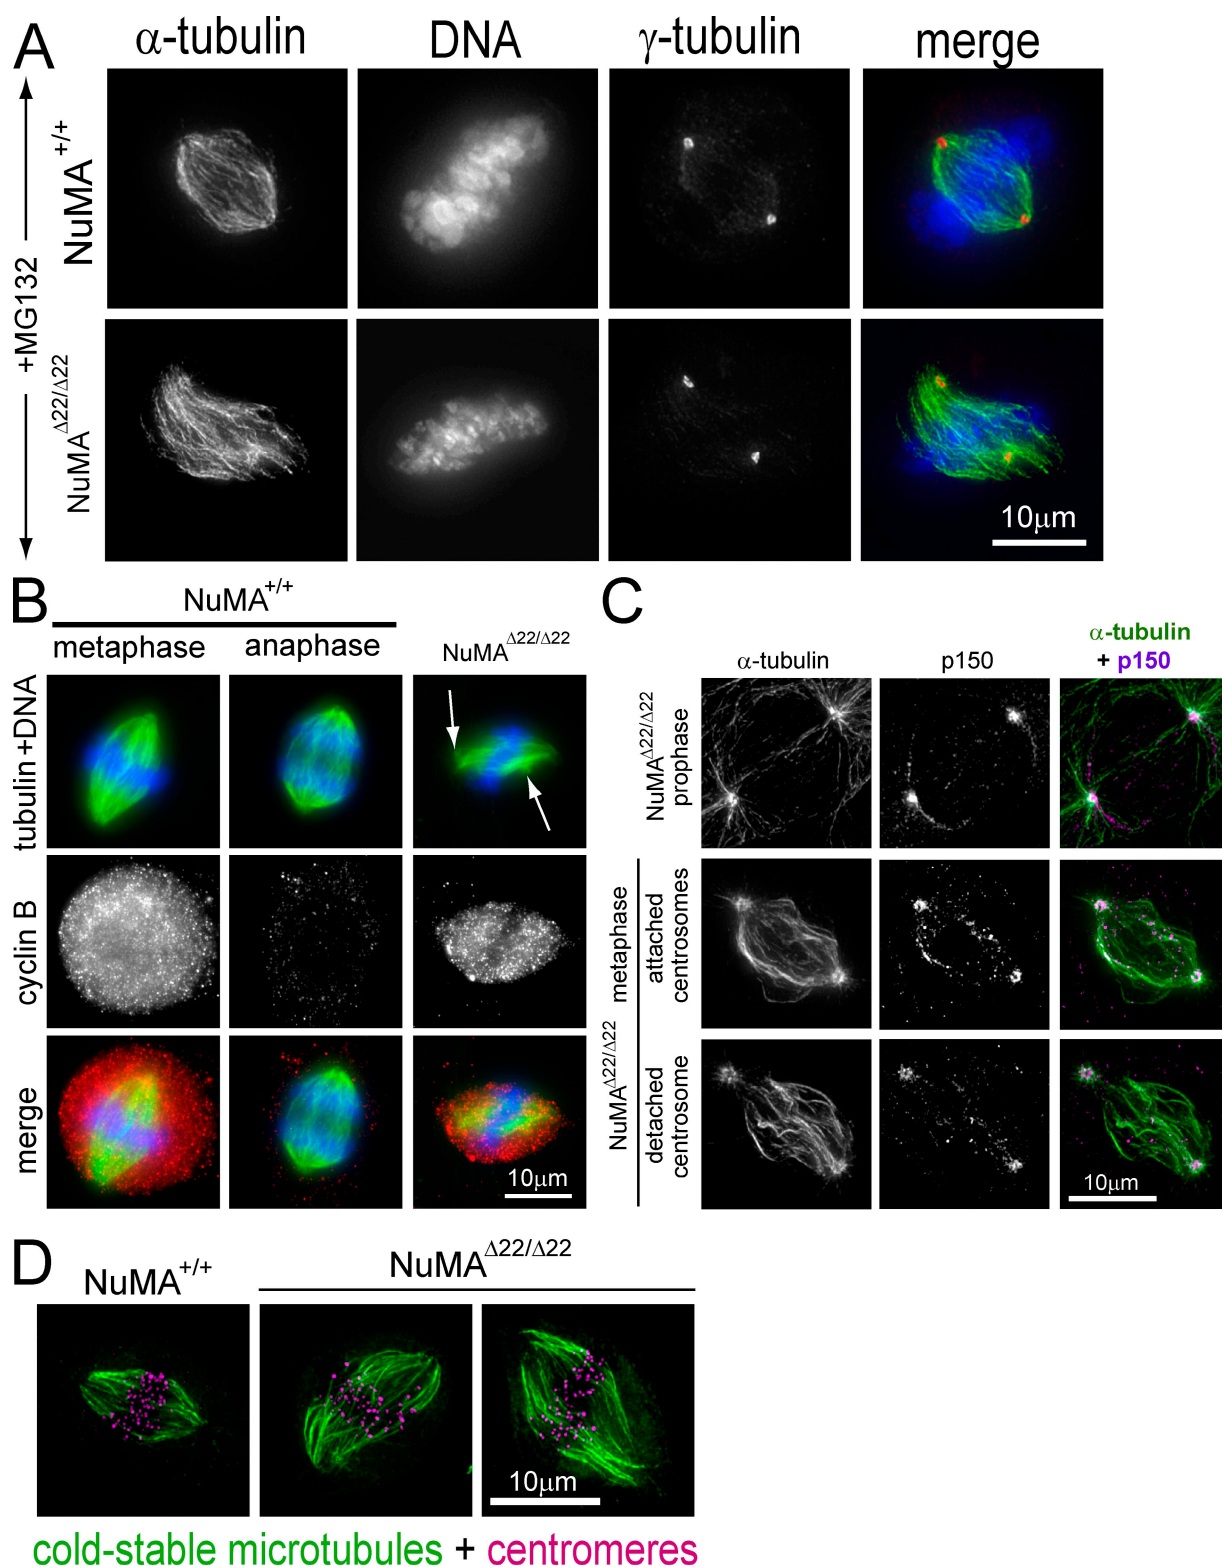 A
α-tubulin DNA γ-tubulin merge
+MG132
NuMA+/+
NuMAΔ22/Δ22
10μm
B
NuMA+/+
metaphase anaphase NuMAΔ22/Δ22
tubulin +DNA
cyclin B
merge
10μm
C
α-tubulin p150 α-tubulin
+ p150
NuMAΔ22/Δ22
prophase
NuMAΔ22/Δ22
metaphase
attached
centrosomes
detached
centrosome
10μm
D
NuMA+/+ NuMAΔ22/Δ22
10μm
cold-stable microtubules + centromeres